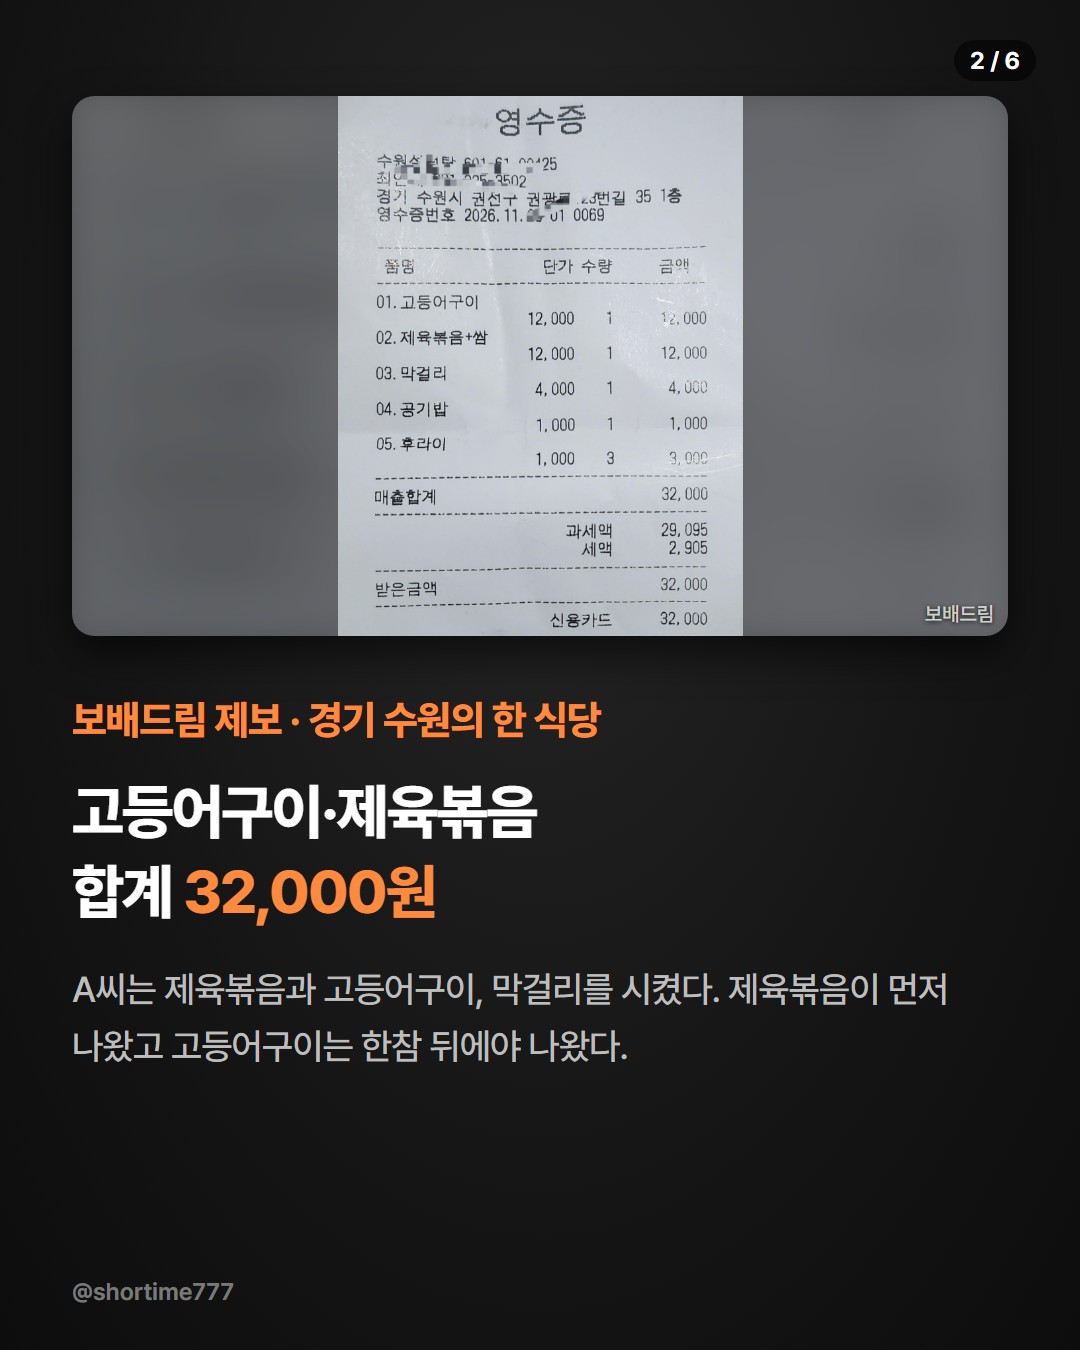 2 / 6
영수증
경기 수원시 권선구 35 1층
영수증번호 2026. 11. 01 0069
품명 단가 수량 금액
01. 고등어구이
12,000 1 12,000
02. 제육볶음+쌈
12,000 1 12,000
03. 막걸리
4,000 1 4,000
04. 공기밥
1,000 1 1,000
05. 후라이
1,000 3 3,000
매출합계 32,000
과세액 29,095
세액 2,905
받은금액 32,000
신용카드 32,000
보배드림
보배드림 제보 · 경기 수원의 한 식당
고등어구이·제육볶음
합계 32,000원
A씨는 제육볶음과 고등어구이, 막걸리를 시켰다. 제육볶음이 먼저
나왔고 고등어구이는 한참 뒤에야 나왔다.
@shortime777